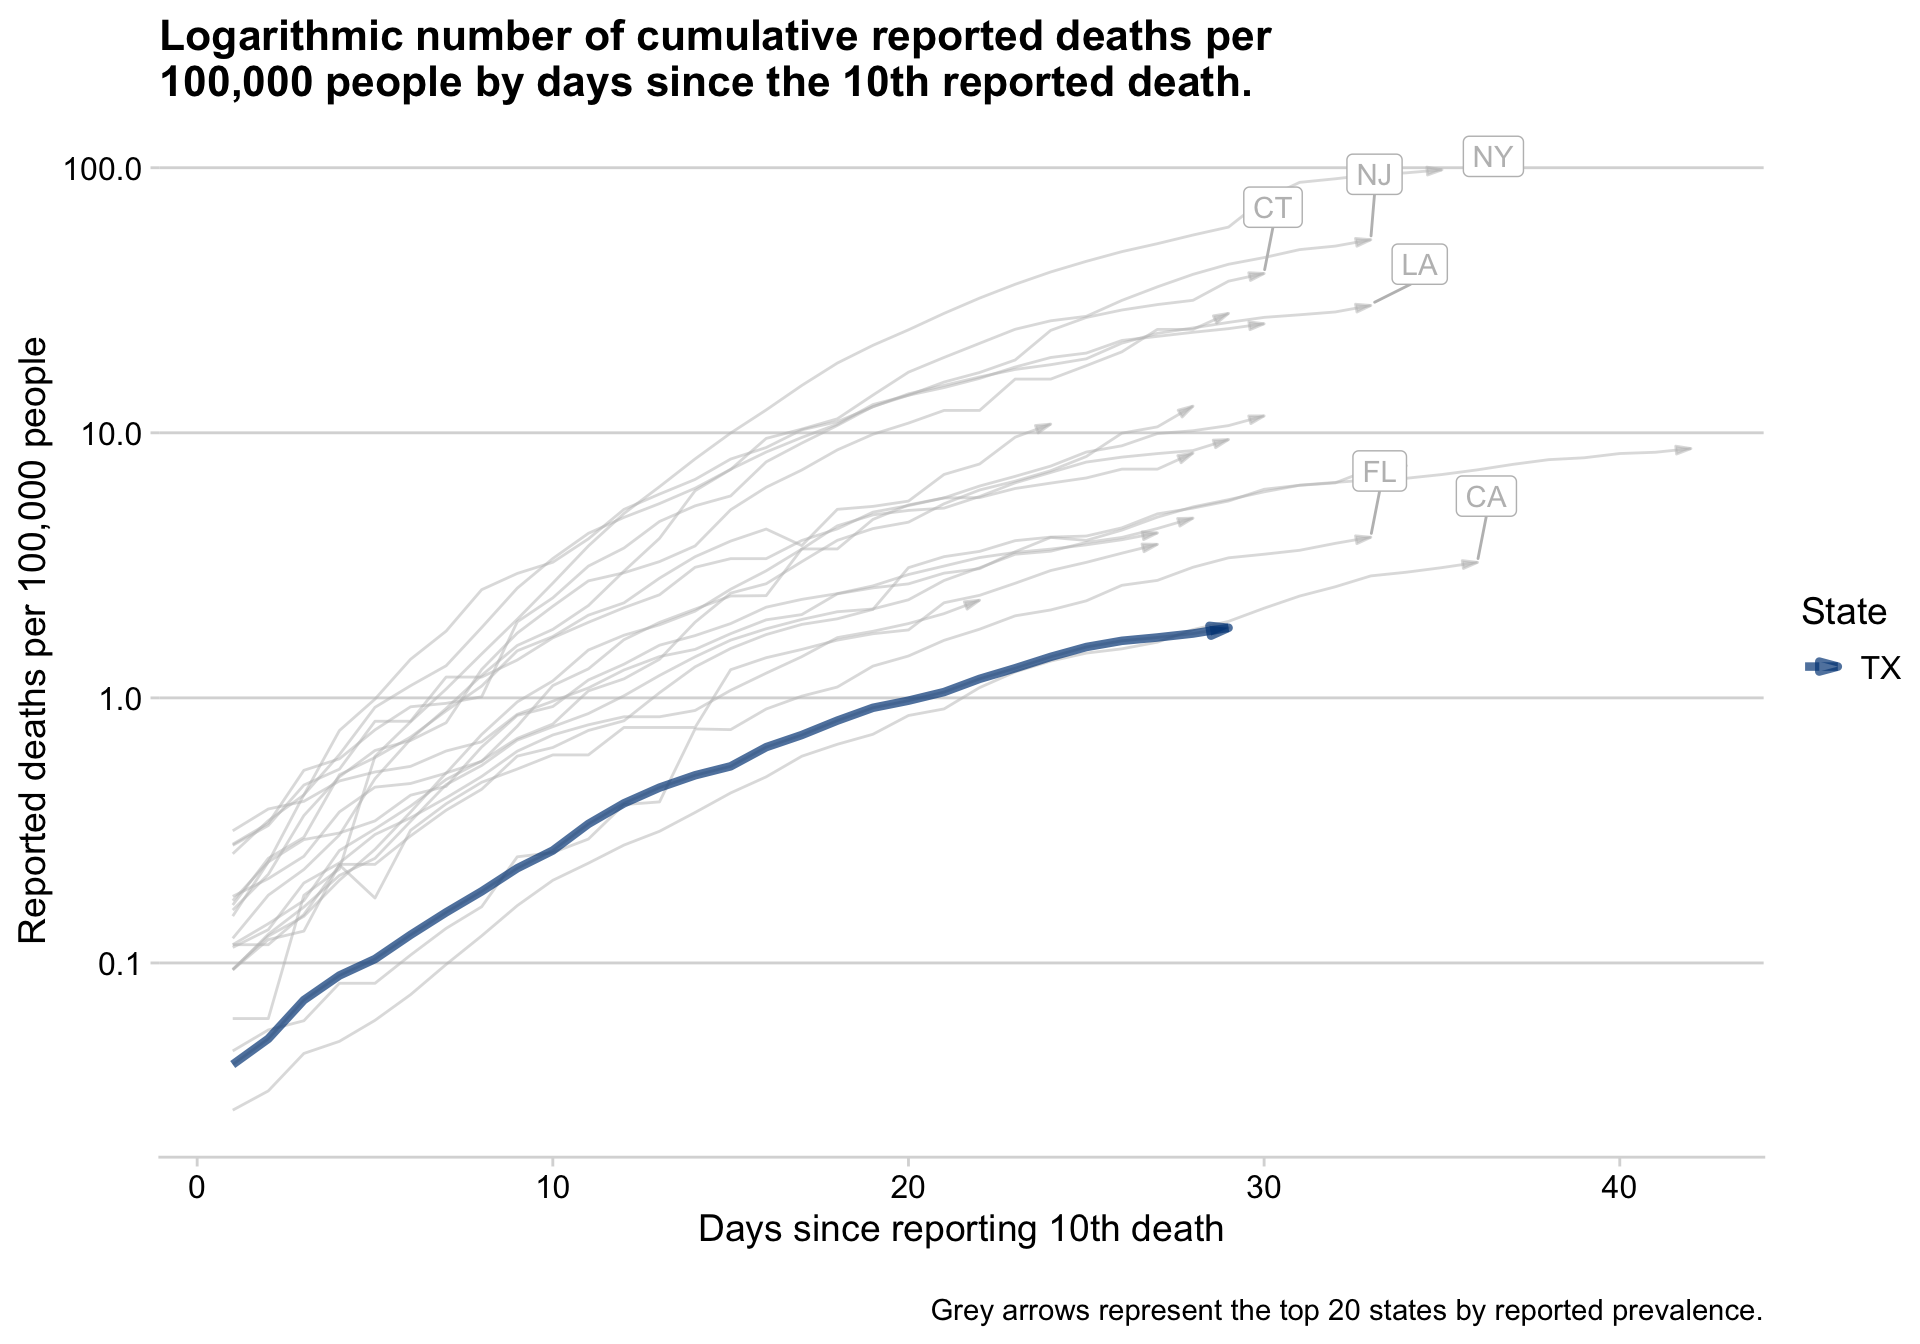 Logarithmic number of cumulative reported deaths per
100,000 people by days since the 10th reported death.
Reported deaths per 100,000 people
100.0
10.0
1.0
0.1
NY
NJ
CT
LA
FL
CA
State
TX
0
10
20
30
40
Days since reporting 10th death
Grey arrows represent the top 20 states by reported prevalence.